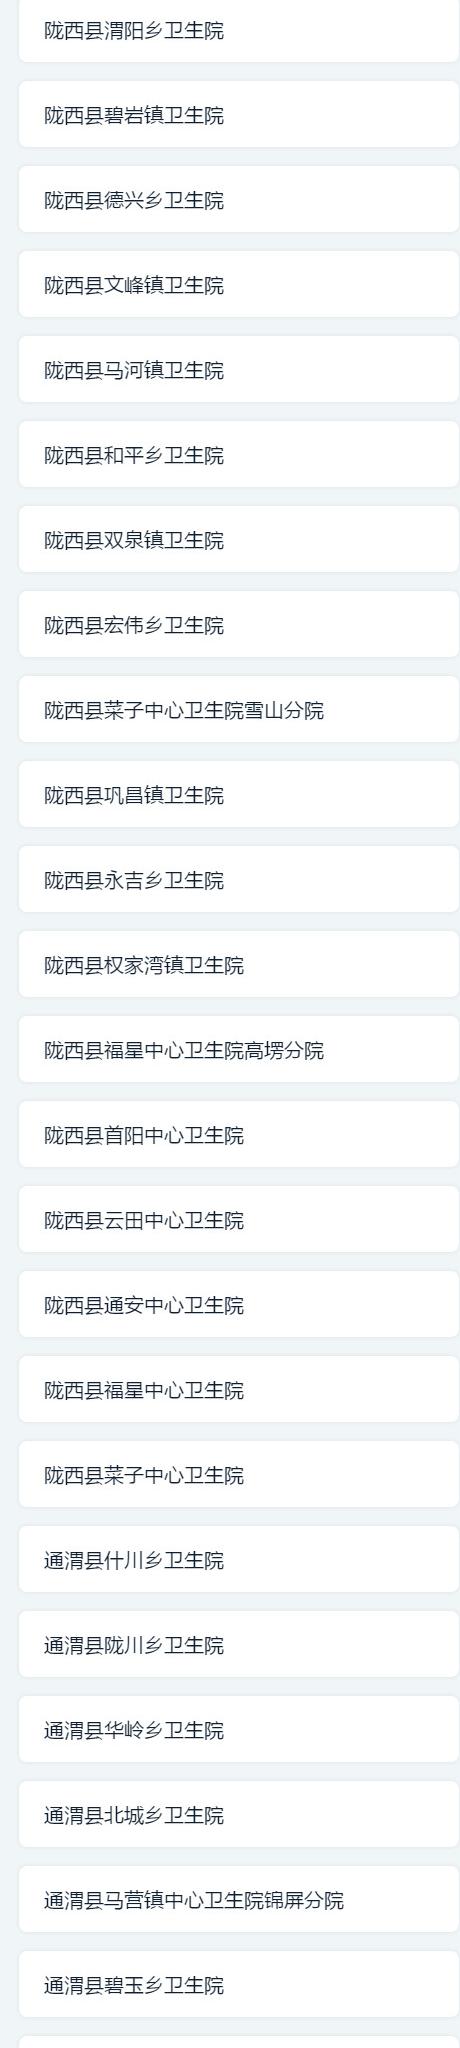 陇西县渭阳乡卫生院
陇西县碧岩镇卫生院
陇西县德兴乡卫生院
陇西县文峰镇卫生院
陇西县马河镇卫生院
陇西县和平乡卫生院
陇西县双泉镇卫生院
陇西县宏伟乡卫生院
陇西县菜子中心卫生院雪山分院
陇西县巩昌镇卫生院
陇西县永吉乡卫生院
陇西县权家湾镇卫生院
陇西县福星中心卫生院高塄分院
陇西县首阳中心卫生院
陇西县云田中心卫生院
陇西县通安中心卫生院
陇西县福星中心卫生院
陇西县菜子中心卫生院
通渭县什川乡卫生院
通渭县陇川乡卫生院
通渭县华岭乡卫生院
通渭县北城乡卫生院
通渭县马营镇中心卫生院锦屏分院
通渭县碧玉乡卫生院